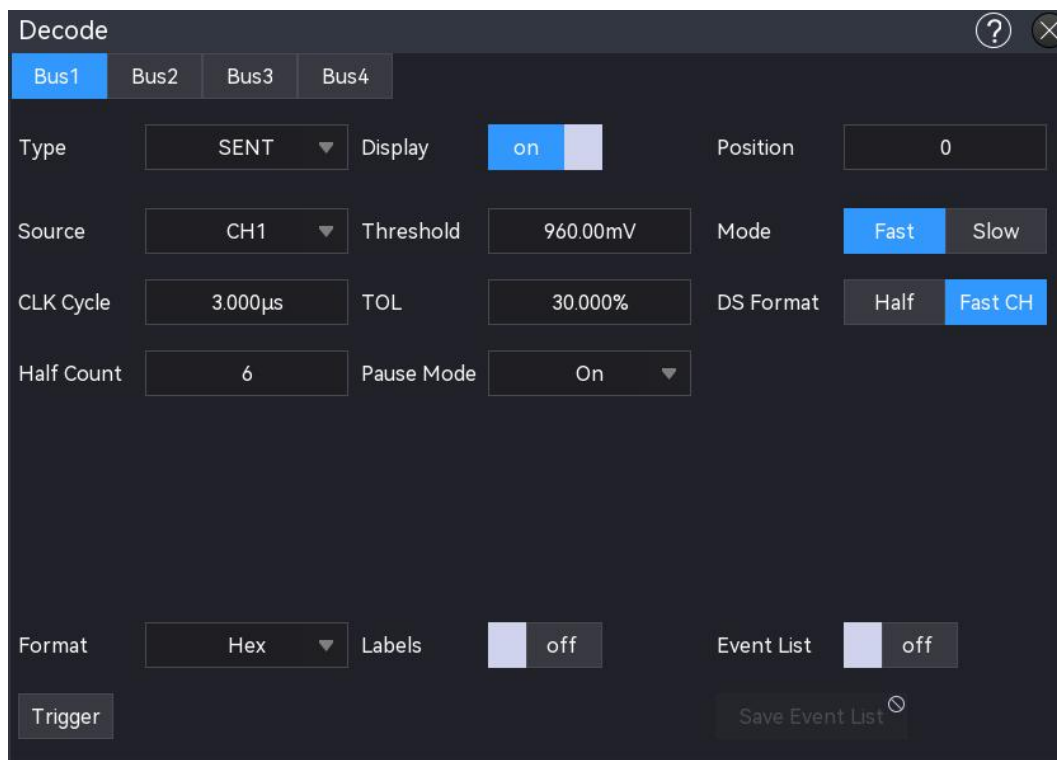 Decode ?
Bus1 Bus2 Bus3 Bus4
Type SENT Display on Position 0
Source CH1 Threshold 960.00mV Mode Fast Slow
CLK Cycle 3.000μs TOL 30.000% DS Format Half Fast CH
Half Count 6 Pause Mode On
Format Hex Labels off Event List off
Trigger Save Event List